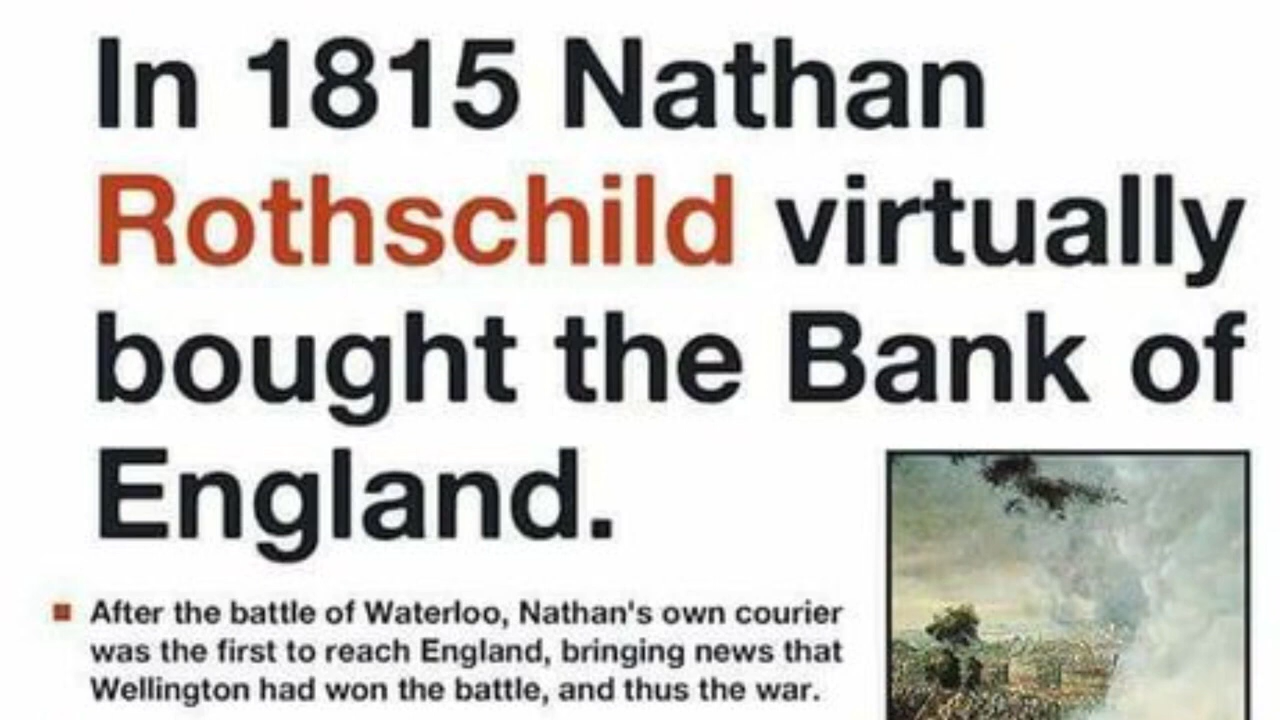 In 1815 Nathan
Rothschild virtually
bought the Bank of
England.
After the battle of Waterloo, Nathan's own courier
was the first to reach England, bringing news that
Wellington had won the battle, and thus the war.